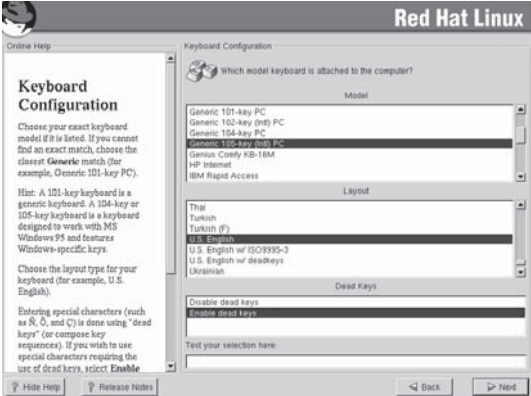 Red Hat Linux
Online Help
Keyboard
Configuration
Choose your exact keyboard
model if it is listed. If you cannot
find an exact match, choose the
closest Generic match (for
example, Generic 101-key PC).
Hint: A 101-key keyboard is a
generic keyboard. A 104-key or
105-key keyboard is a keyboard
designed to work with MS
Windows 95 and features
Windows-specific keys.
Choose the layout type for your
keyboard (for example, U.S.
English).
Entering special characters (such
as Ñ, Ô, and Ç) is done using "dead
keys" (or compose key
sequences). If you wish to use
special characters requiring the
use of dead keys, select Enable
Keyboard Configuration
Which model keyboard is attached to the computer?
Model
Generic 101-key PC
Generic 102-key (Intl) PC
Generic 104-key PC
Generic 105-key (Intl) PC
Genius Comfy KB-16M
HP Internet
IBM Rapid Access
Layout
Thai
Turkish
Turkish (F)
U.S. English
U.S. English w/ ISO9995-3
U.S. English w/ deadkeys
Ukrainian
Dead Keys
Disable dead keys
Enable dead keys
Test your selection here:
Hide Help
Release Notes
Back
Next